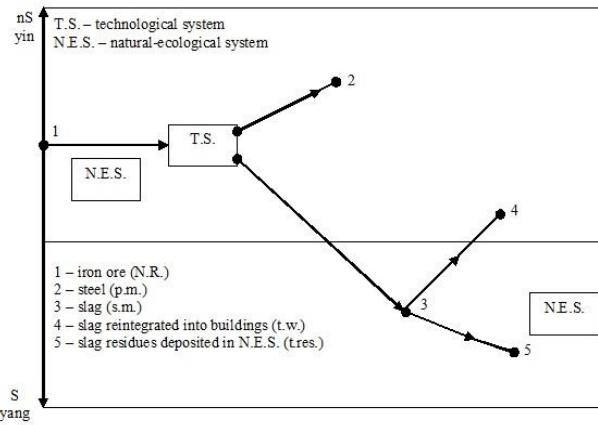 nS
yin
T.S. – technological system
N.E.S. – natural-ecological system
2
1
T.S.
N.E.S.
4
1 – iron ore (N.R.)
2 – steel (p.m.)
3 – slag (s.m.)
4 – slag reintegrated into buildings (t.w.)
5 – slag residues deposited in N.E.S. (t.res.)
3
N.E.S.
5
S
yang